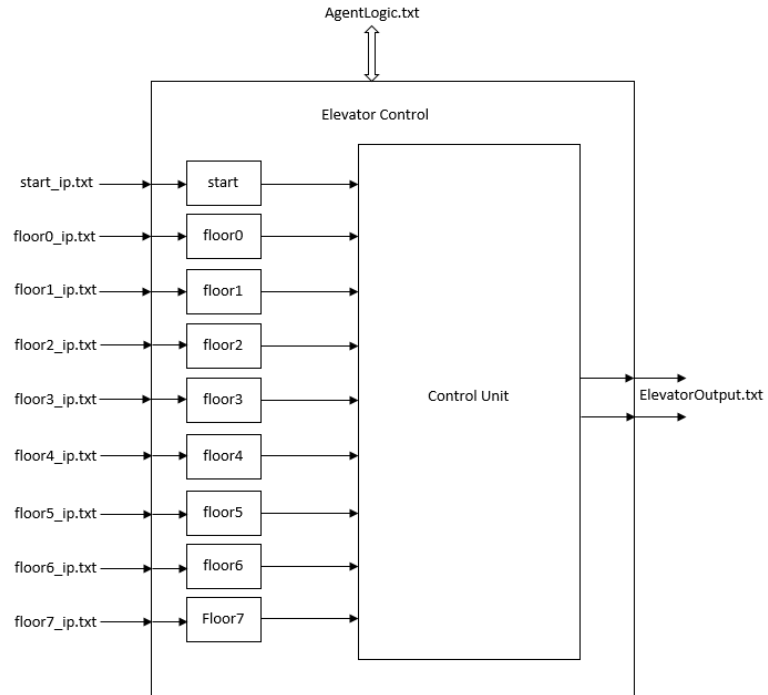 AgentLogic.txt
Elevator Control
start_ip.txt
start
floor0_ip.txt
floor0
floor1_ip.txt
floor1
floor2_ip.txt
floor2
floor3_ip.txt
floor3
Control Unit
ElevatorOutput.txt
floor4_ip.txt
floor4
floor5_ip.txt
floor5
floor6_ip.txt
floor6
floor7_ip.txt
Floor7